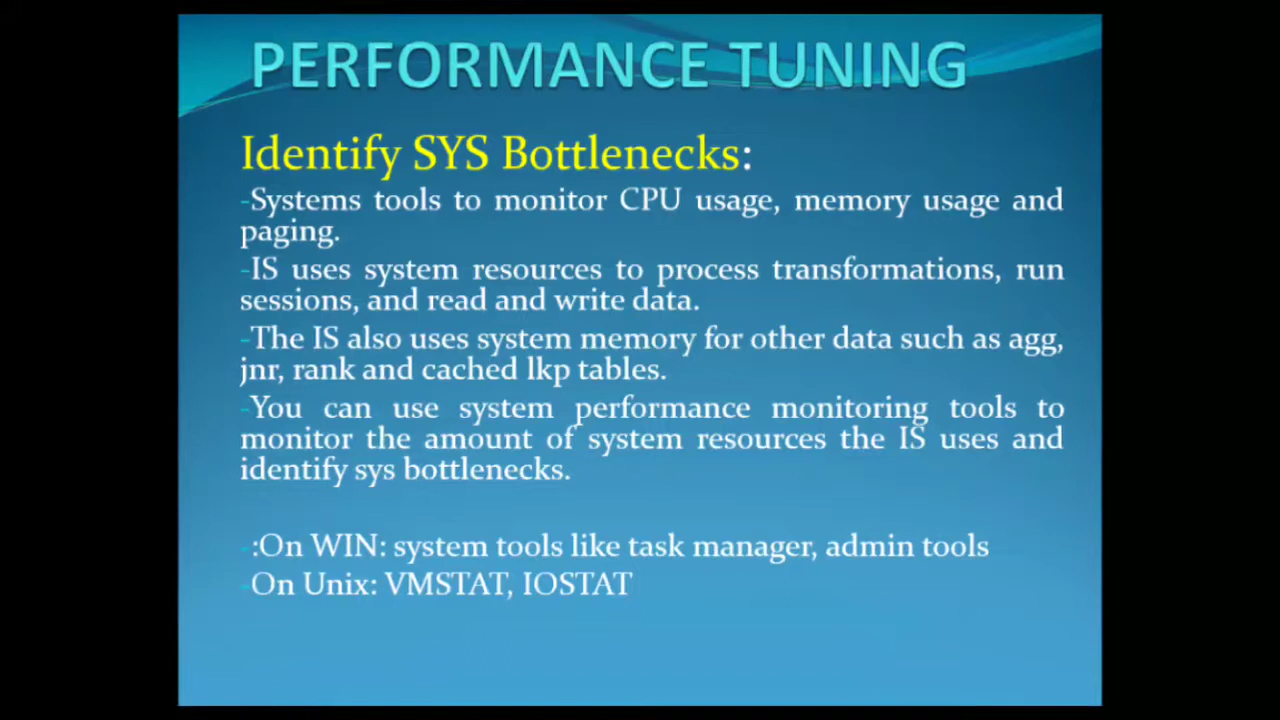 PERFORMANCE TUNING
Identify SYS Bottlenecks:
-Systems tools to monitor CPU usage, memory usage and
paging.
-IS uses system resources to process transformations, run
sessions, and read and write data.
-The IS also uses system memory for other data such as agg,
jnr, rank and cached lkp tables.
-You can use system performance monitoring tools to
monitor the amount of system resources the IS uses and
identify sys bottlenecks.
-:On WIN: system tools like task manager, admin tools
-On Unix: VMSTAT, IOSTAT